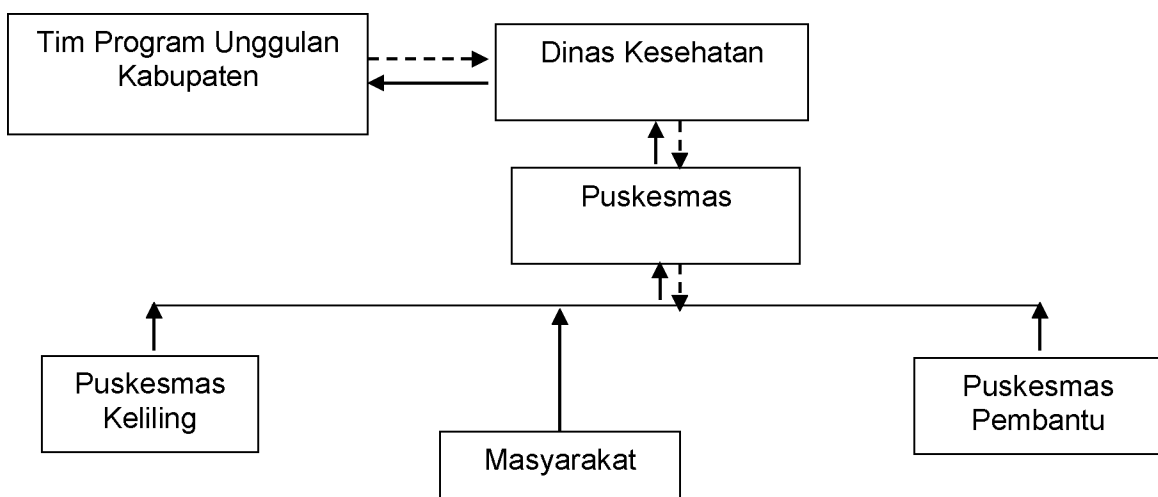 Tim Program Unggulan
Kabupaten
Dinas Kesehatan
Puskesmas
Puskesmas
Keliling
Masyarakat
Puskesmas
Pembantu